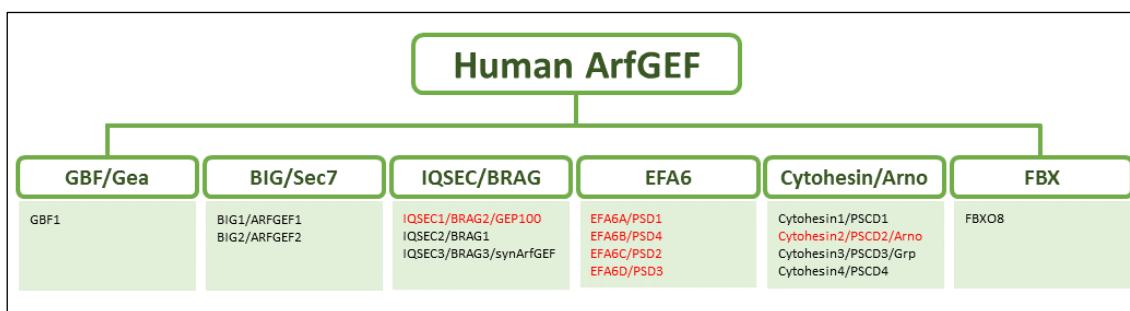 Human ArfGEF
GBF/Gea
BIG/Sec7
IQSEC/BRAG
EFA6
Cytohesin/Arno
FBX
GBF1
BIG1/ARFGEF1
BIG2/ARFGEF2
IQSEC1/BRAG2/GEP100
IQSEC2/BRAG1
IQSEC3/BRAG3/synArfGEF
EFA6A/PSD1
EFA6B/PSD4
EFA6C/PSD2
EFA6D/PSD3
Cytohesin1/PSCD1
Cytohesin2/PSCD2/Arno
Cytohesin3/PSCD3/Grp
Cytohesin4/PSCD4
FBXO8